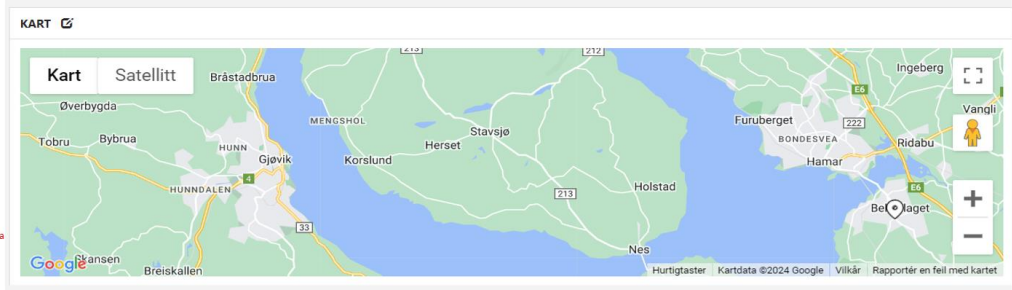 KART
213
212
Kart Satellitt
Bråstadbrua
Ingeberg
E6
Øverbygda
Vangli
MENGSHOL
Furuberget
222
Stavsjø
Tobru
Bybrua
HUNN
Herset
BONDESVEA
Ridabu
Gjøvik
Korslund
Hamar
4
HUNNDALEN
213
Holstad
E6
33
a
Nes
Google
Breiskallen
Hurtigtaster
Kartdata ©2024 Google
Vilkår
Rapportér en feil med kartet